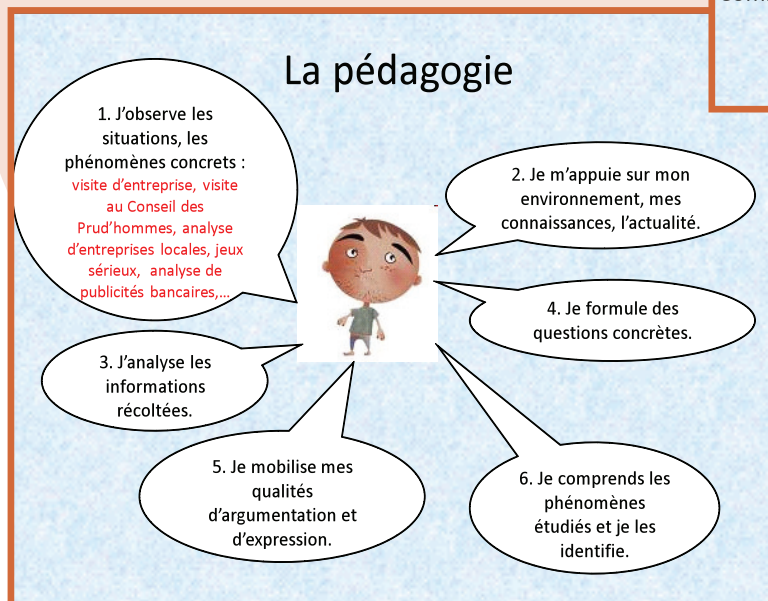 La pédagogie
1. J'observe les
situations, les
phénomènes concrets :
visite d'entreprise, visite
au Conseil des
Prud'hommes, analyse
d'entreprises locales, jeux
sérieux, analyse de
publicités bancaires,...
2. Je m'appuie sur mon
environnement, mes
connaissances, l'actualité.
3. J'analyse les
informations
récoltées.
4. Je formule des
questions concrètes.
5. Je mobilise mes
qualités
d'argumentation et
d'expression.
6. Je comprends les
phénomènes
étudiés et je les
identifie.